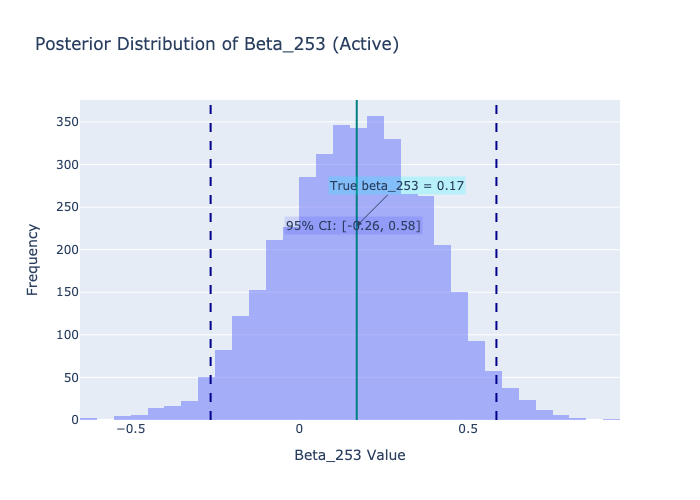 Posterior Distribution of Beta_253 (Active)
350
300
250
200
150
100
50
0
Frequency
True beta_253 = 0.17
95% CI: [-0.26, 0.58]
−0.5
0
0.5
Beta_253 Value